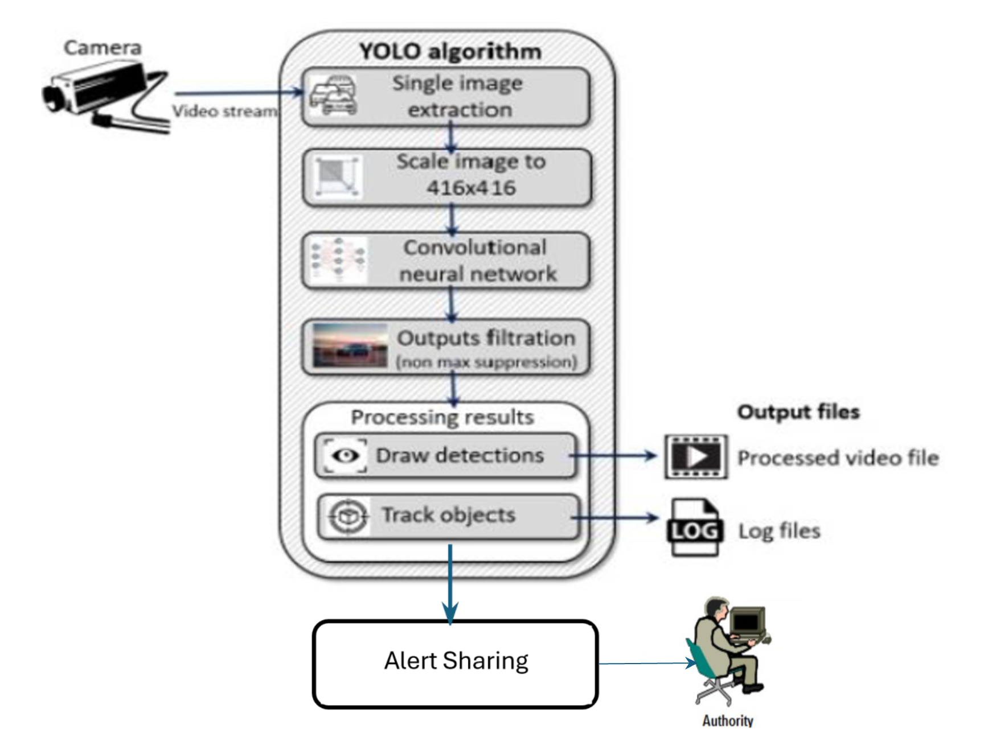 Camera
Video stream
YOLO algorithm
Single image
extraction
Scale image to
416x416
Convolutional
neural network
Outputs filtration
(non max suppression)
Processing results
Draw detections
Track objects
Output files
Processed video file
LOG
Log files
Alert Sharing
Authority